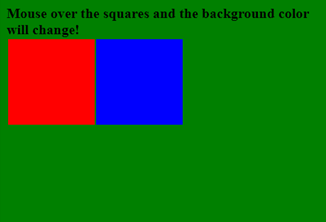 Mouse over the squares and the background color
will change!